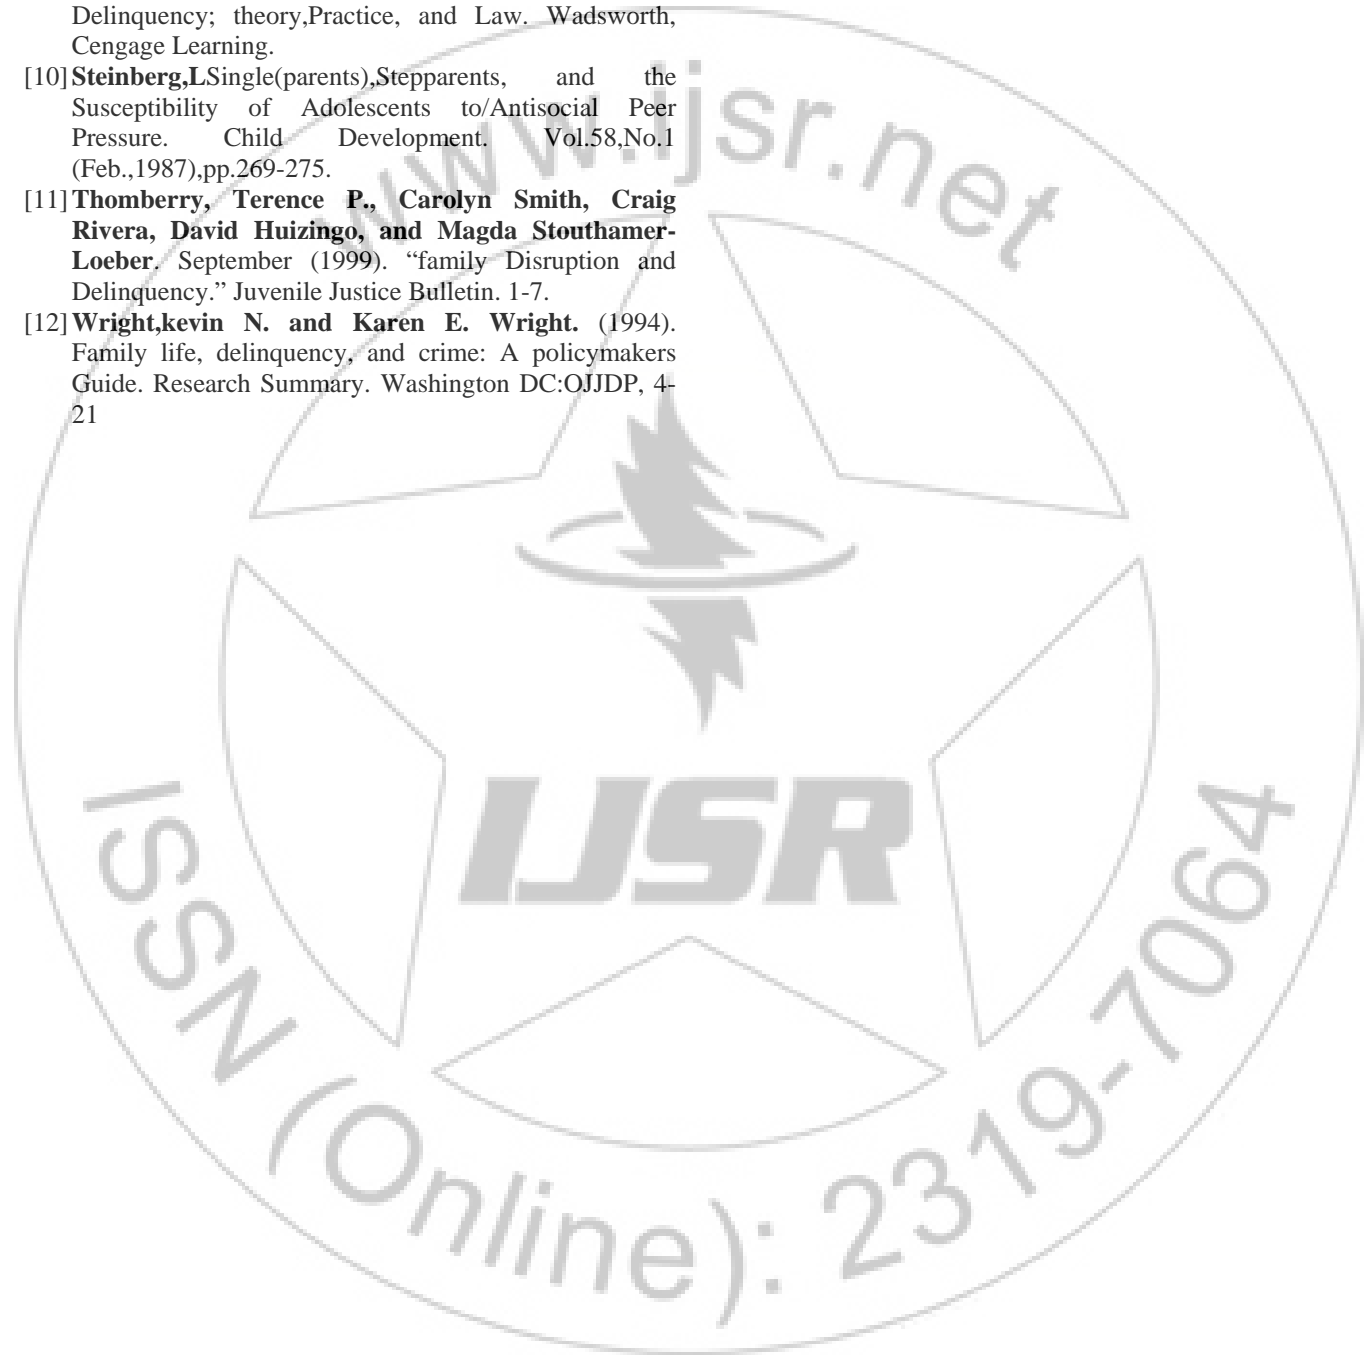 Delinquency; theory,Practice, and Law. Wadsworth,
Cengage Learning.
[10] Steinberg,LSingle(parents),Stepparents, and the
Susceptibility of Adolescents to/Antisocial Peer
Pressure. Child Development. Vol.58,No.1
(Feb.,1987),pp.269-275.
[11] Thomberry, Terence P., Carolyn Smith, Craig
Rivera, David Huizingo, and Magda Stouthamer-
Loeber. September (1999). “family Disruption and
Delinquency.” Juvenile Justice Bulletin. 1-7.
[12] Wright,kevin N. and Karen E. Wright. (1994).
Family life, delinquency, and crime: A policymakers
Guide. Research Summary. Washington DC:OJJDP, 4-
21
www.ijsr.net
IJSR
ISSN (Online): 2319-7064